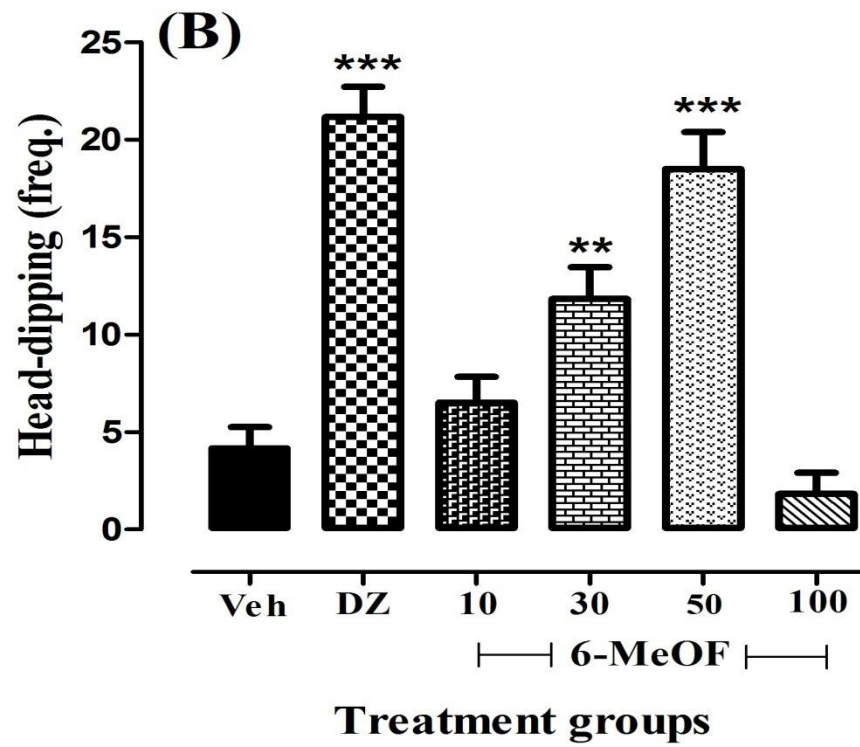 (B)
Head-dipping (freq.)
25
20
15
10
5
0
***
**
***
Veh DZ 10 30 50 100
6-MeOF
Treatment groups